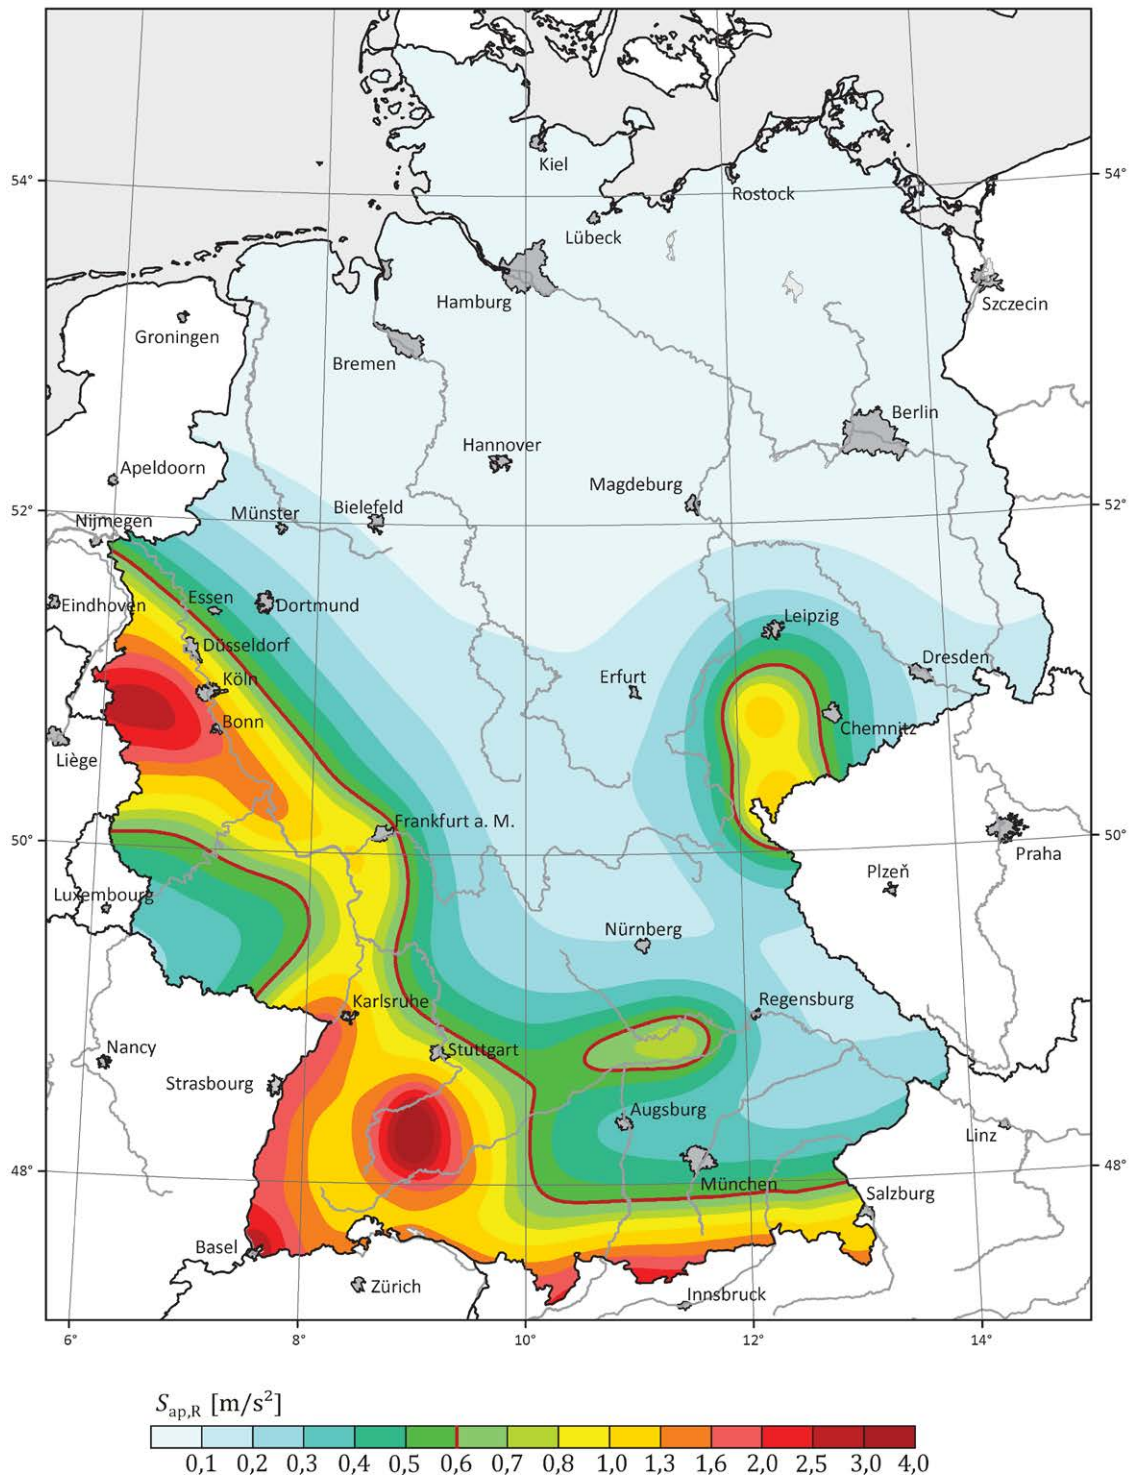 Kiel
54°
54°
Rostock
Lübeck
Hamburg
Szczecin
Groningen
Bremen
Berlin
Hannover
Apeldoorn
Magdeburg
52°
52°
Nijmegen
Münster
Bielefeld
Eindhoven
Essen
Dortmund
Leipzig
Düsseldorf
Dresden
Köln
Erfurt
Bonn
Chemnitz
Liège
50°
50°
Frankfurt a. M.
Praha
Plzeň
Luxembourg
Nürnberg
Karlsruhe
Regensburg
Nancy
Stuttgart
Strasbourg
Augsburg
Linz
48°
48°
München
Salzburg
Basel
Zürich
Innsbruck
6°
8°
10°
12°
14°
Sap,R [m/s²]
0,1 0,2 0,3 0,4 0,5 0,6 0,7 0,8 1,0 1,3 1,6 2,0 2,5 3,0 4,0